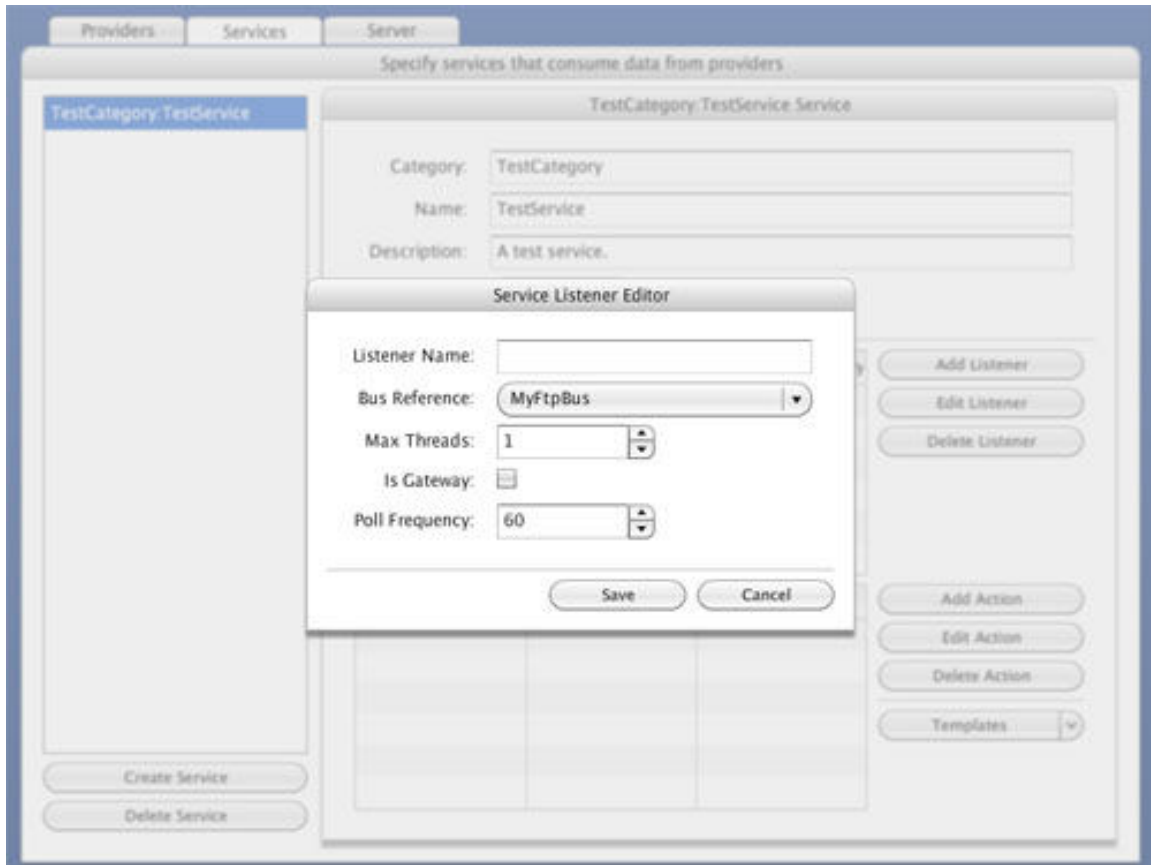 Providers Services Server
Specify services that consume data from providers
TestCategory:TestService
TestCategory:TestService Service
Category: TestCategory
Name: TestService
Description: A test service.
Service Listener Editor
Listener Name:
Bus Reference: MyFtpBus
Max Threads: 1
Is Gateway:
Poll Frequency: 60
Save Cancel
Add Listener
Edit Listener
Delete Listener
Add Action
Edit Action
Delete Action
Templates
Create Service
Delete Service